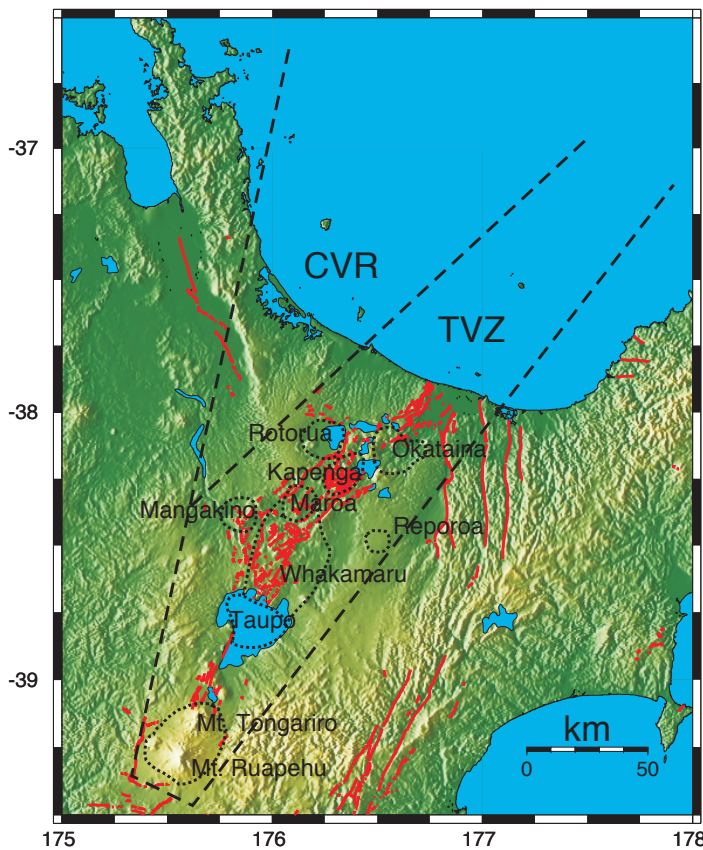 -37
CVR
TVZ
-38
Rotorua
Okataina
Kapenga
Maroa
Mangakino
Reporoa
Whakamaru
Taupo
-39
Mt. Tongariro
km
Mt. Ruapehu
0 50
175 176 177 178